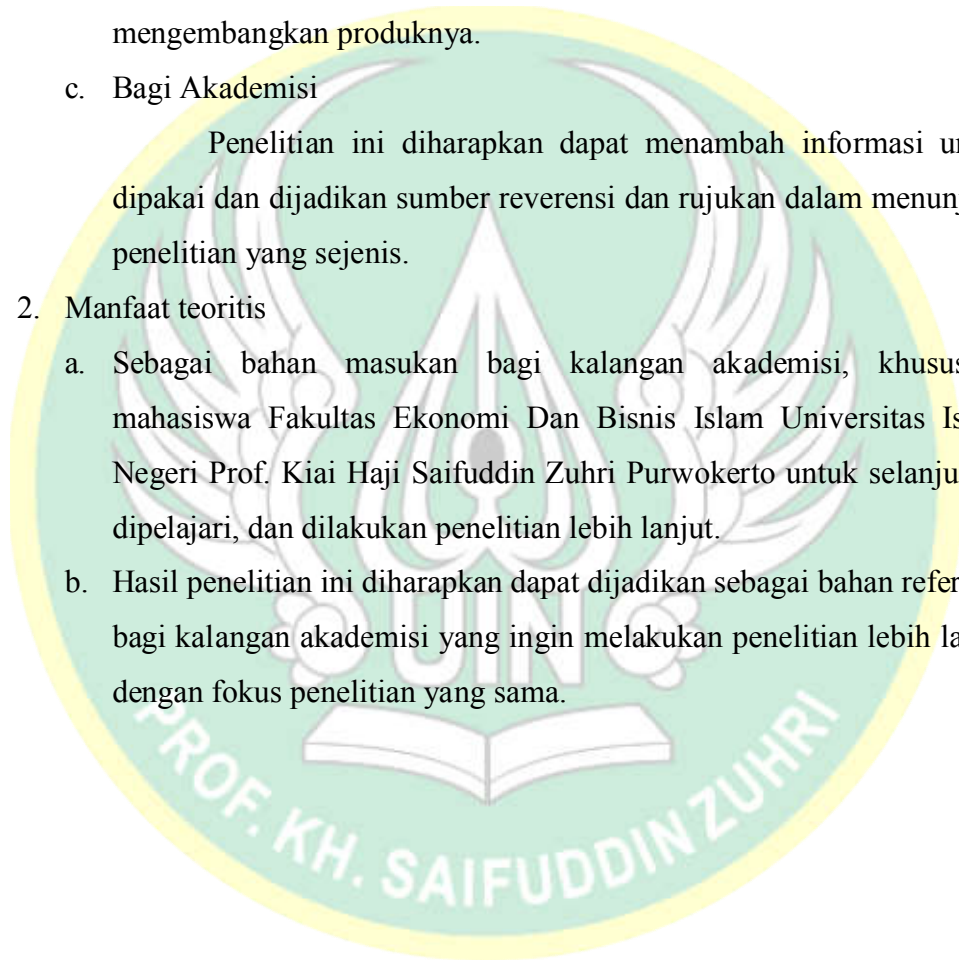 mengembangkan produknya.
c. Bagi Akademisi
Penelitian ini diharapkan dapat menambah informasi
dipakai dan dijadikan sumber reverensi dan rujukan dalam
penelitian yang sejenis.
2. Manfaat teoritis
a. Sebagai bahan masukan bagi kalangan akademisi,
mahasiswa Fakultas Ekonomi Dan Bisnis Islam Universitas
Negeri Prof. Kiai Haji Saifuddin Zuhri Purwokerto untuk
dipelajari, dan dilakukan penelitian lebih lanjut.
b. Hasil penelitian ini diharapkan dapat dijadikan sebagai bahan
bagi kalangan akademisi yang ingin melakukan penelitian lebih
dengan fokus penelitian yang sama.
UIN
PROF. KH. SAIFUDDIN ZUHRI